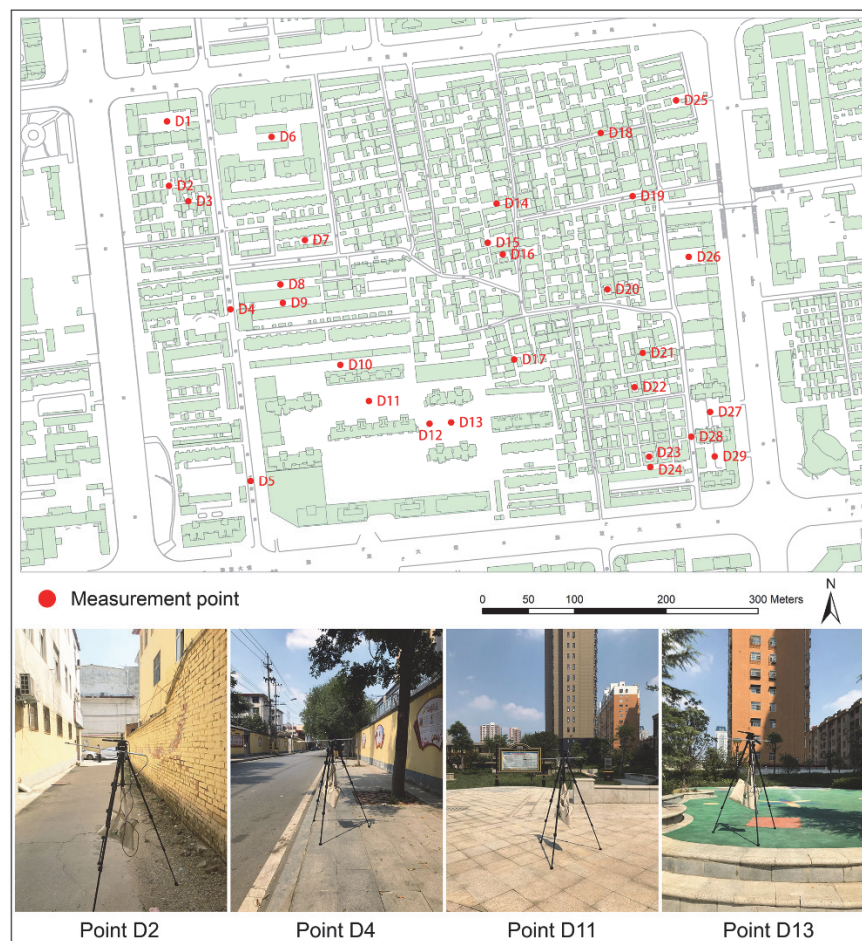 D1
D25
D6
D18
D2
D3
D19
D14
D7
D15
D16
D26
D8
D20
D9
D4
D21
D17
D10
D22
D11
D27
D13
D12
D28
D23
D29
D24
D5
Measurement point
0 50 100 200 300 Meters
N
Point D2 Point D4 Point D11 Point D13